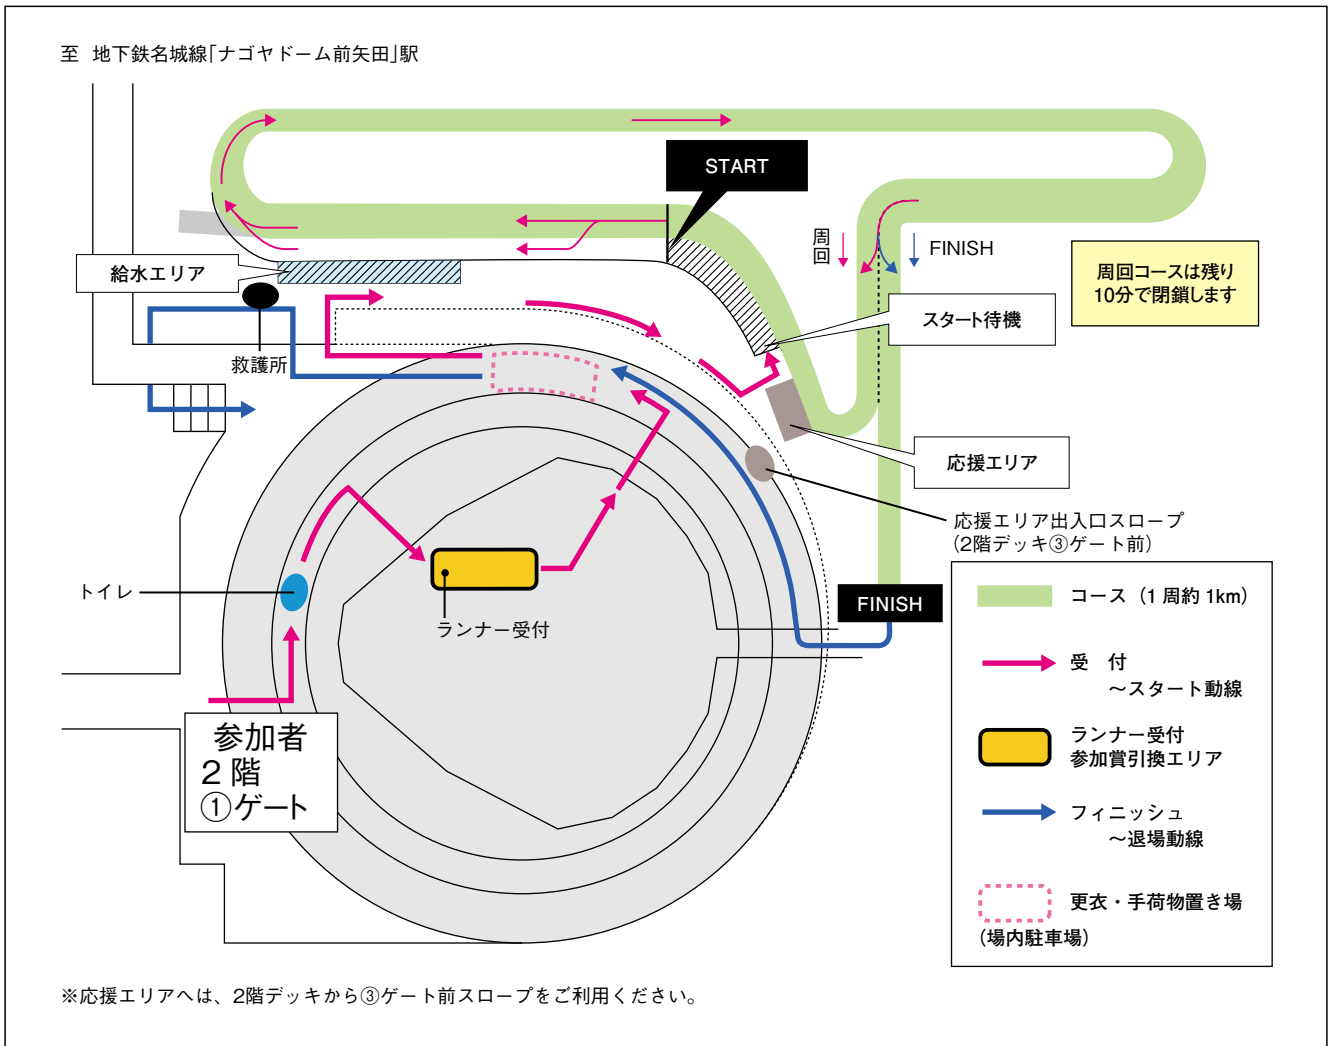 至 地下鉄名城線「ナゴヤドーム前矢田」駅
START
周回
FINISH
周回コースは残り
10分で閉鎖します
給水エリア
スタート待機
救護所
応援エリア
応援エリア出入口スロープ
(2階デッキ③ゲート前)
トイレ
ランナー受付
FINISH
参加者
2階
①ゲート
コース（1周約1km）
受 付
～スタート動線
ランナー受付
参加賞引換エリア
フィニッシュ
～退場動線
更衣・手荷物置き場
(場内駐車場)
※応援エリアへは、2階デッキから③ゲート前スロープをご利用ください。